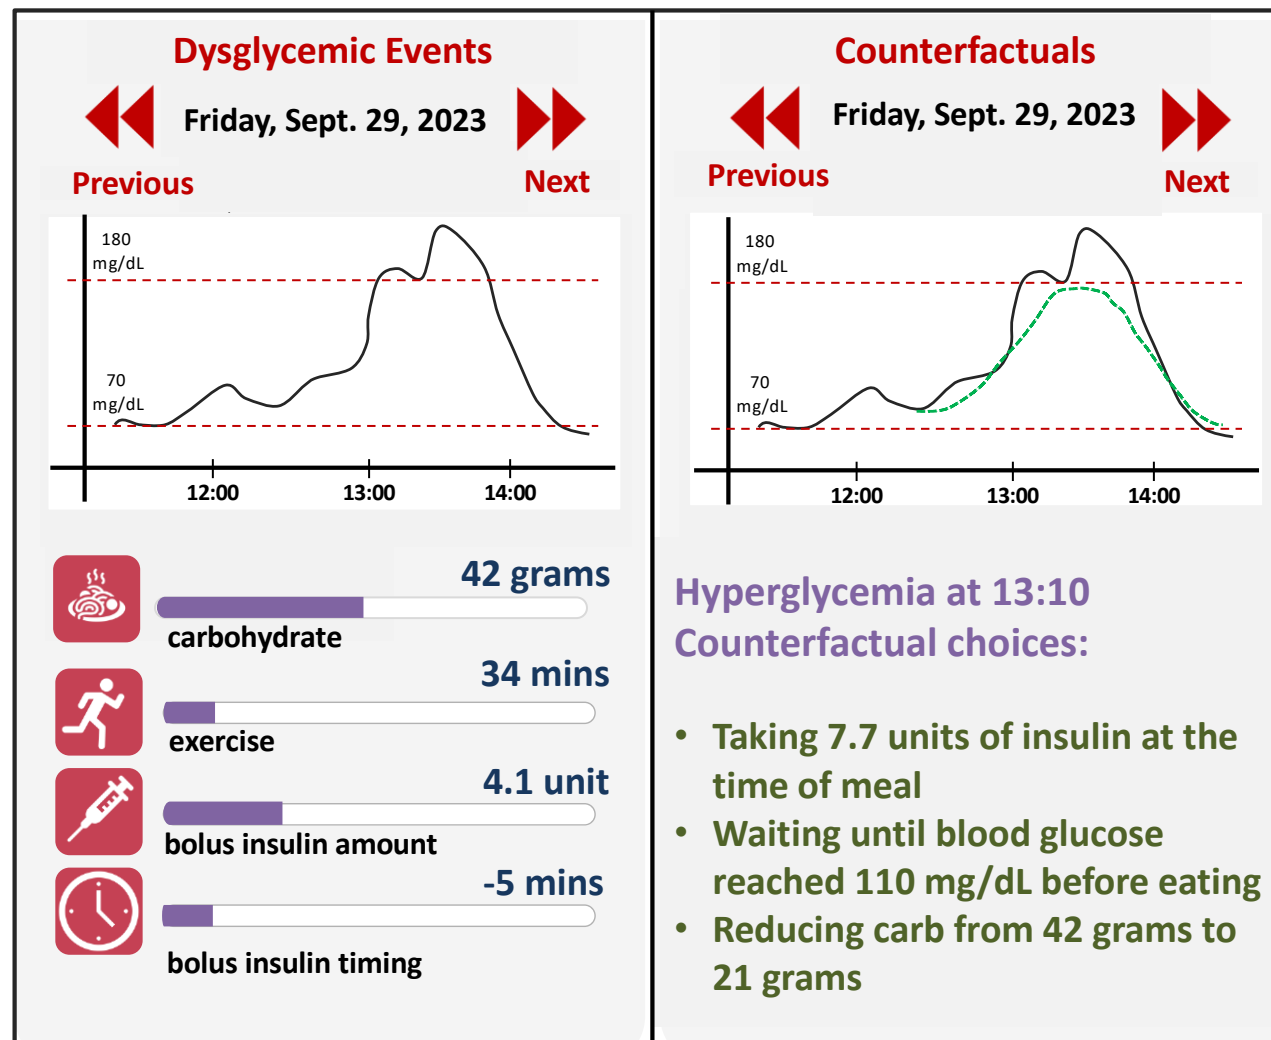 Dysglycemic Events
Friday, Sept. 29, 2023
Previous
Next
180
mg/dL
70
mg/dL
12:00
13:00
14:00
42 grams
carbohydrate
34 mins
exercise
4.1 unit
bolus insulin amount
-5 mins
bolus insulin timing
Counterfactuals
Friday, Sept. 29, 2023
Previous
Next
180
mg/dL
70
mg/dL
12:00
13:00
14:00
Hyperglycemia at 13:10
Counterfactual choices:
• Taking 7.7 units of insulin at the
time of meal
• Waiting until blood glucose
reached 110 mg/dL before eating
• Reducing carb from 42 grams to
21 grams